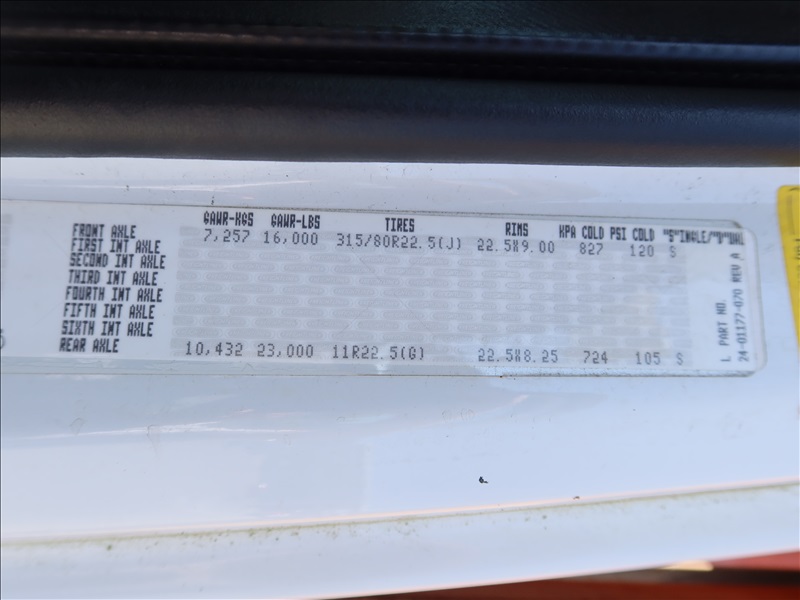 GAWR-KGS GAWR-LBS TIRES RIMS KPA COLD PSI COLD "S"INGLE/"D"UAL
FRONT AXLE 7,257 16,000 315/80R22.5(J) 22.5X9.00 827 120 S
FIRST INT AXLE
SECOND INT AXLE
THIRD INT AXLE
FOURTH INT AXLE
FIFTH INT AXLE
SIXTH INT AXLE
REAR AXLE 10,432 23,000 11R22.5(G) 22.5X8.25 724 105 S
L PART NO.
24-01177-070 REV A